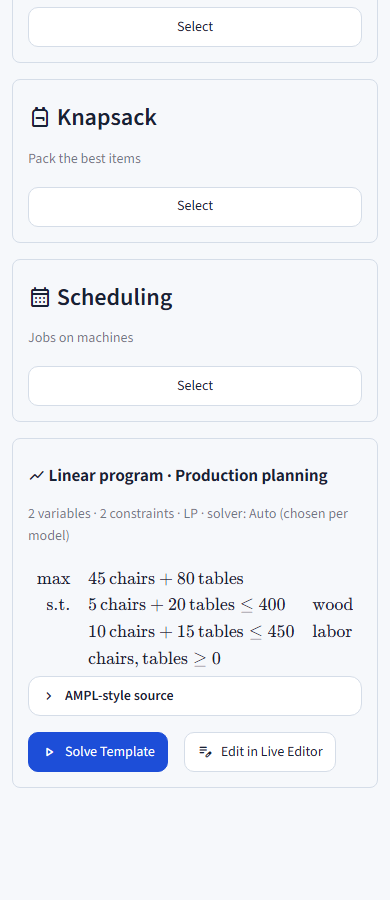 Select
Knapsack
Pack the best items
Select
Scheduling
Jobs on machines
Select
Linear program · Production planning
2 variables · 2 constraints · LP · solver: Auto (chosen per
model)
max 45 chairs + 80 tables
s.t. 5 chairs + 20 tables ≤ 400 wood
10 chairs + 15 tables ≤ 450 labor
chairs, tables ≥ 0
AMPL-style source
Solve Template Edit in Live Editor